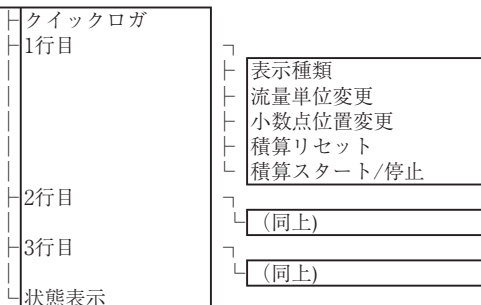 クイックロガ
1行目
表示種類
流量単位変更
小数点位置変更
積算リセット
積算スタート/停止
2行目
(同上)
3行目
(同上)
状態表示